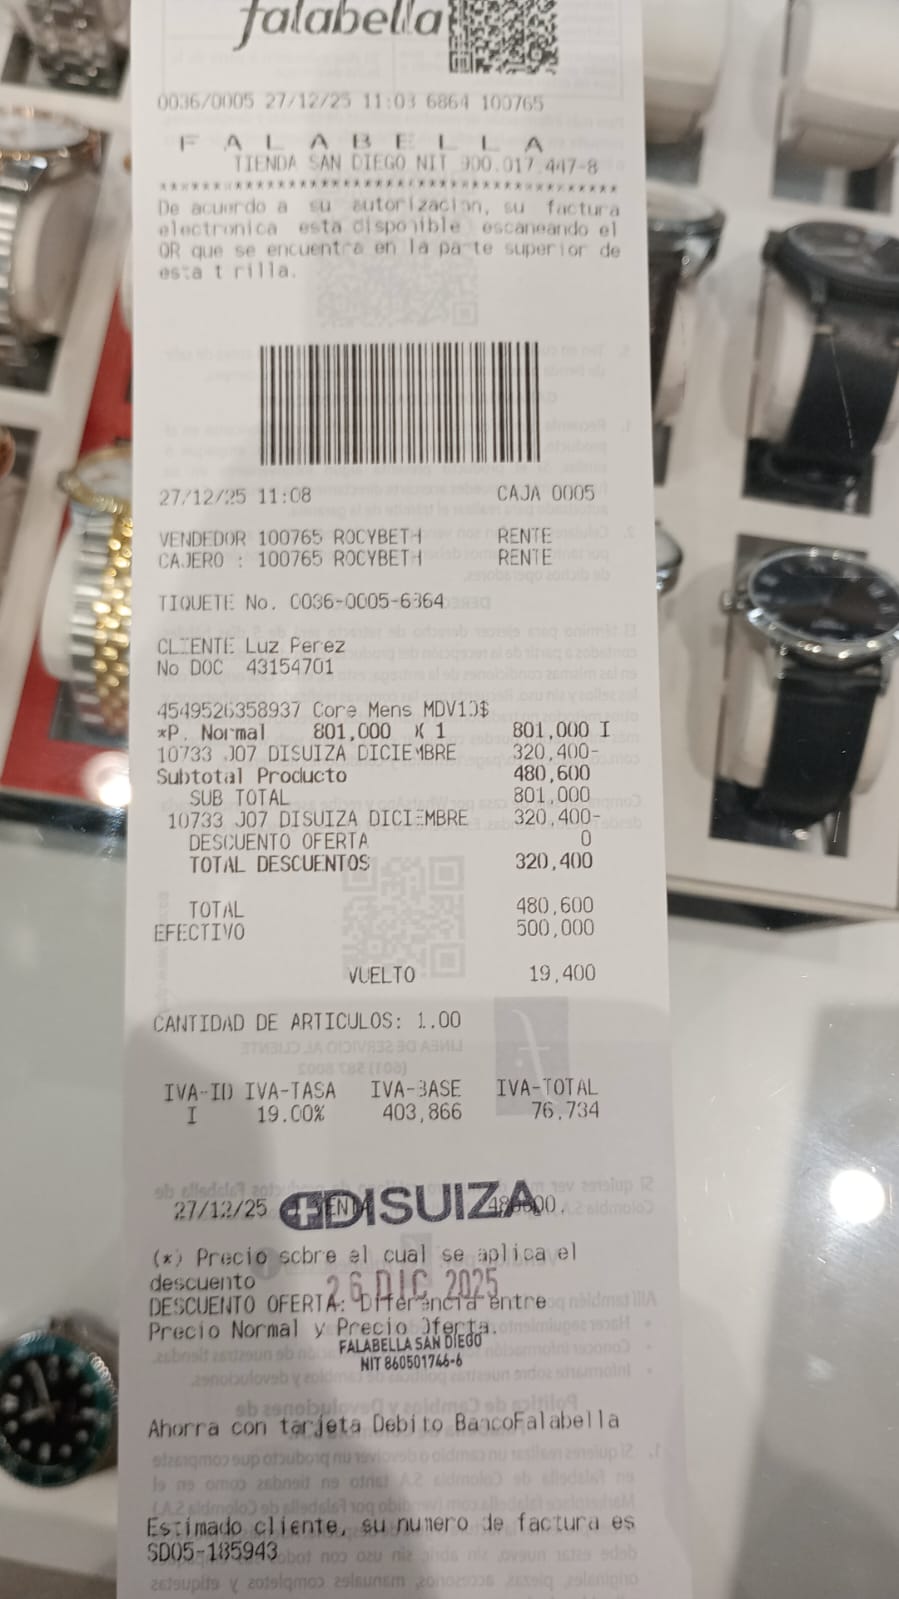 falabella
0036/0005 27/12/25 11:03 6864 100765
F A L A B E L L A
TIENDA SAN DIEGO NIT 900.017.447-8
****************************************************
De acuerdo a su autorizacion, su factura
electronica esta disponible escaneando el
QR que se encuentra en la parte superior de
esta tirilla.
27/12/25 11:08 CAJA 0005
VENDEDOR 100765 ROCYBETH RENTE
CAJERO : 100765 ROCYBETH RENTE
TIQUETE No. 0036-0005-6864
CLIENTE Luz Perez
No DOC 43154701
4549526358937 Core Mens MDV10$
*P. Normal 801,000 X 1 801,000 I
10733 J07 DISUIZA DICIEMBRE 320,400-
Subtotal Producto 480,600
SUB TOTAL 801,000
10733 J07 DISUIZA DICIEMBRE 320,400-
DESCUENTO OFERTA 0
TOTAL DESCUENTOS 320,400
TOTAL 480,600
EFECTIVO 500,000
VUELTO 19,400
CANTIDAD DE ARTICULOS: 1.00
IVA-ID IVA-TASA IVA-BASE IVA-TOTAL
I 19.00% 403,866 76,734
27/12/25
DISUIZA
(*) Precio sobre el cual se aplica el
descuento
26 DIC 2025
DESCUENTO OFERTA: Diferencia entre
Precio Normal y Precio Oferta.
FALABELLA SAN DIEGO
NIT 860501746-6
Ahorra con tarjeta Debito BancoFalabella
Estimado cliente, su numero de factura es
SD05-185943